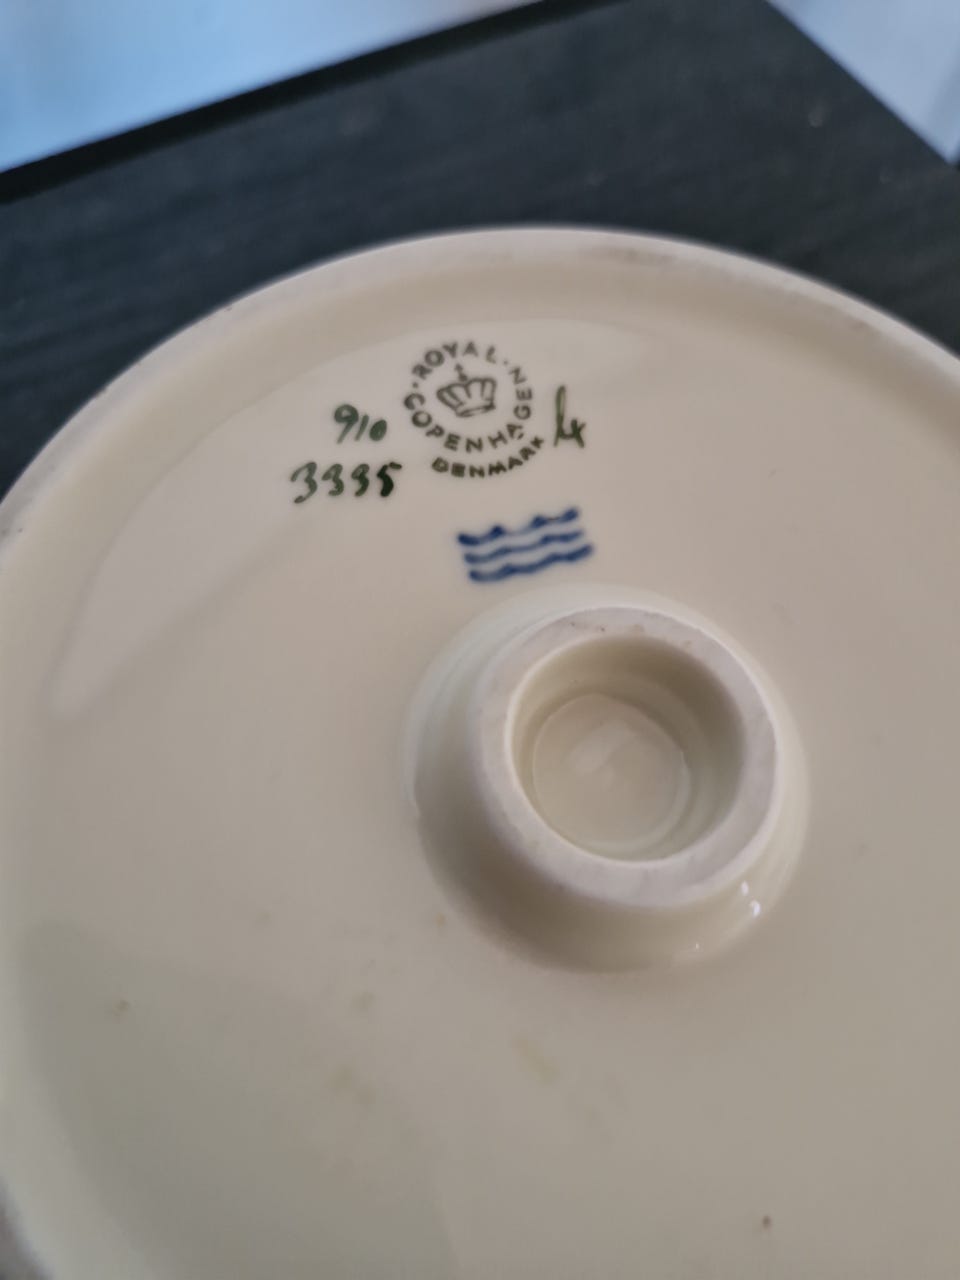 ROYAL COPENHAGEN
DENMARK
910
3335